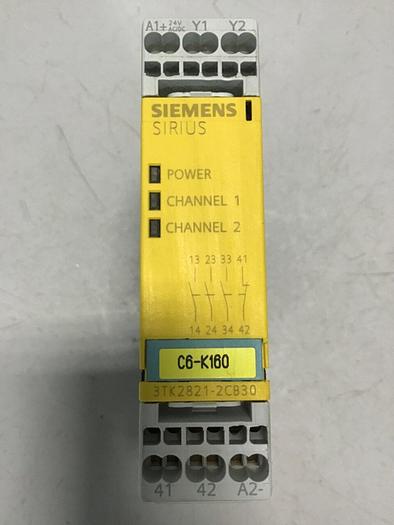 A1+ 24V AC/DC Y1 Y2
SIEMENS
SIRIUS
POWER
CHANNEL 1
CHANNEL 2
13 23 33 41
14 24 34 42
C6-K160
3TK2821-2CB30
41 42 A2-